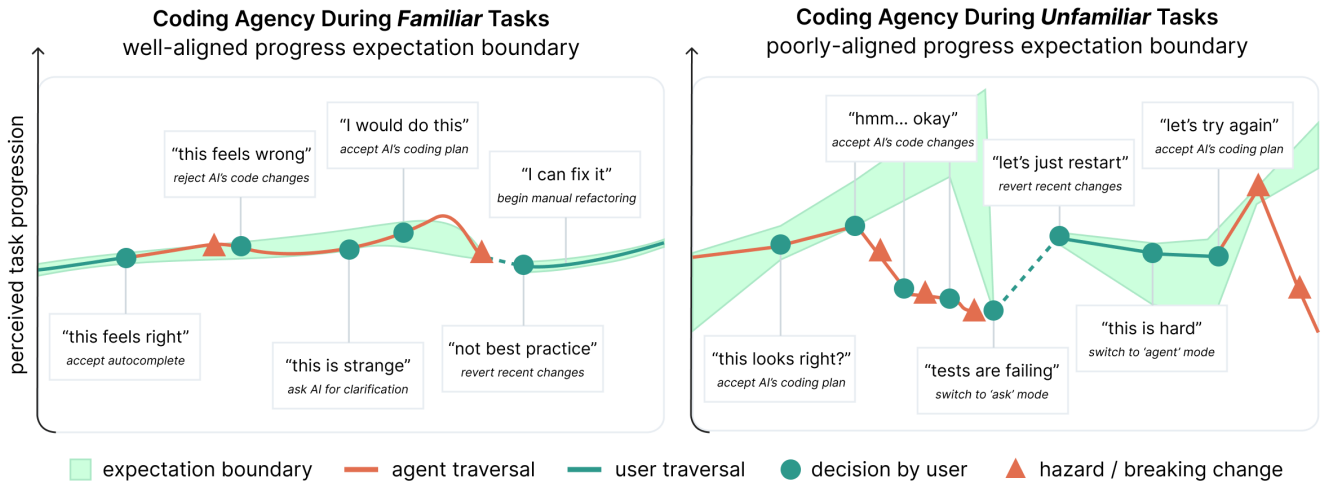 Coding Agency During Familiar Tasks
well-aligned progress expectation boundary
perceived task progression
“I would do this”
accept AI’s coding plan
“this feels wrong”
reject AI’s code changes
“I can fix it”
begin manual refactoring
“this feels right”
accept autocomplete
“this is strange”
ask AI for clarification
“not best practice”
revert recent changes
Coding Agency During Unfamiliar Tasks
poorly-aligned progress expectation boundary
“hmm... okay”
accept AI’s code changes
“let’s try again”
accept AI’s coding plan
“let’s just restart”
revert recent changes
“this looks right?”
accept AI’s coding plan
“tests are failing”
switch to ‘ask’ mode
“this is hard”
switch to ‘agent’ mode
expectation boundary
agent traversal
user traversal
decision by user
hazard / breaking change